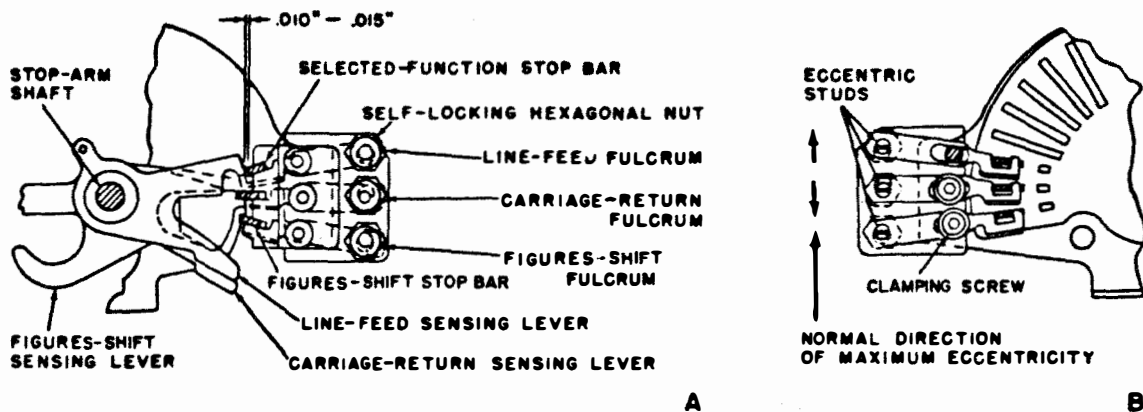 .010" – .015"
STOP-ARM
SHAFT
SELECTED-FUNCTION STOP BAR
SELF-LOCKING HEXAGONAL NUT
LINE-FEED FULCRUM
CARRIAGE-RETURN
FULCRUM
FIGURES-SHIFT
FULCRUM
FIGURES-SHIFT STOP BAR
LINE-FEED SENSING LEVER
FIGURES-SHIFT
SENSING LEVER
CARRIAGE-RETURN SENSING LEVER
A
ECCENTRIC
STUDS
CLAMPING SCREW
NORMAL DIRECTION
OF MAXIMUM ECCENTRICITY
B